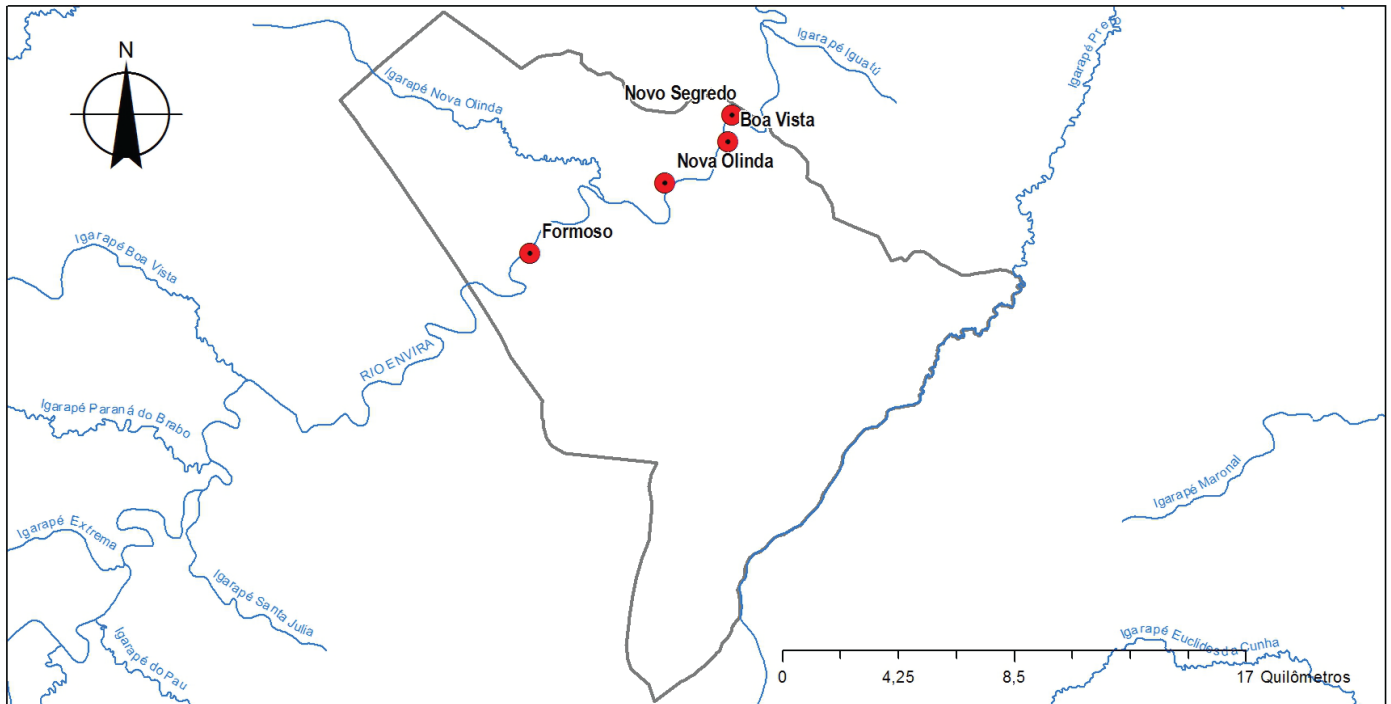 N
Igarapé Iguatú
Igarapé Preto
Igarapé Nova Olinda
Novo Segredo
Boa Vista
Nova Olinda
Formoso
Igarapé Boa Vista
RIO ENVIRA
Igarapé Paraná do Brabo
Igarapé Maronal
Igarapé Extrema
Igarapé Santa Julia
Igarapé do Pau
Igarapé Euclides da Cunha
0 4,25 8,5 17 Quilômetros